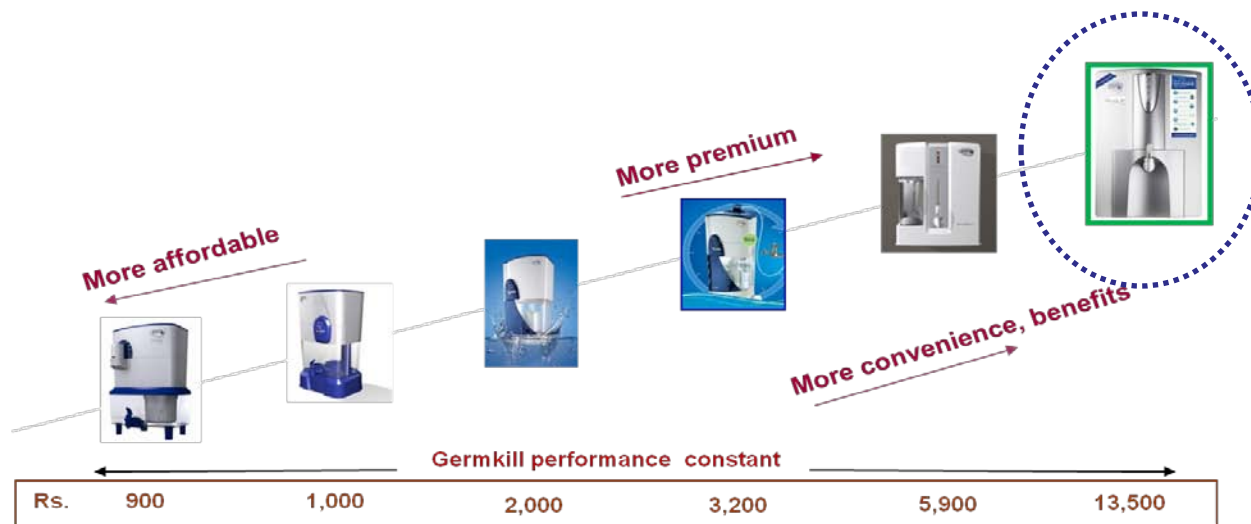 More premium
More affordable
More convenience, benefits
Germkill performance constant
Rs. 900 1,000 2,000 3,200 5,900 13,500